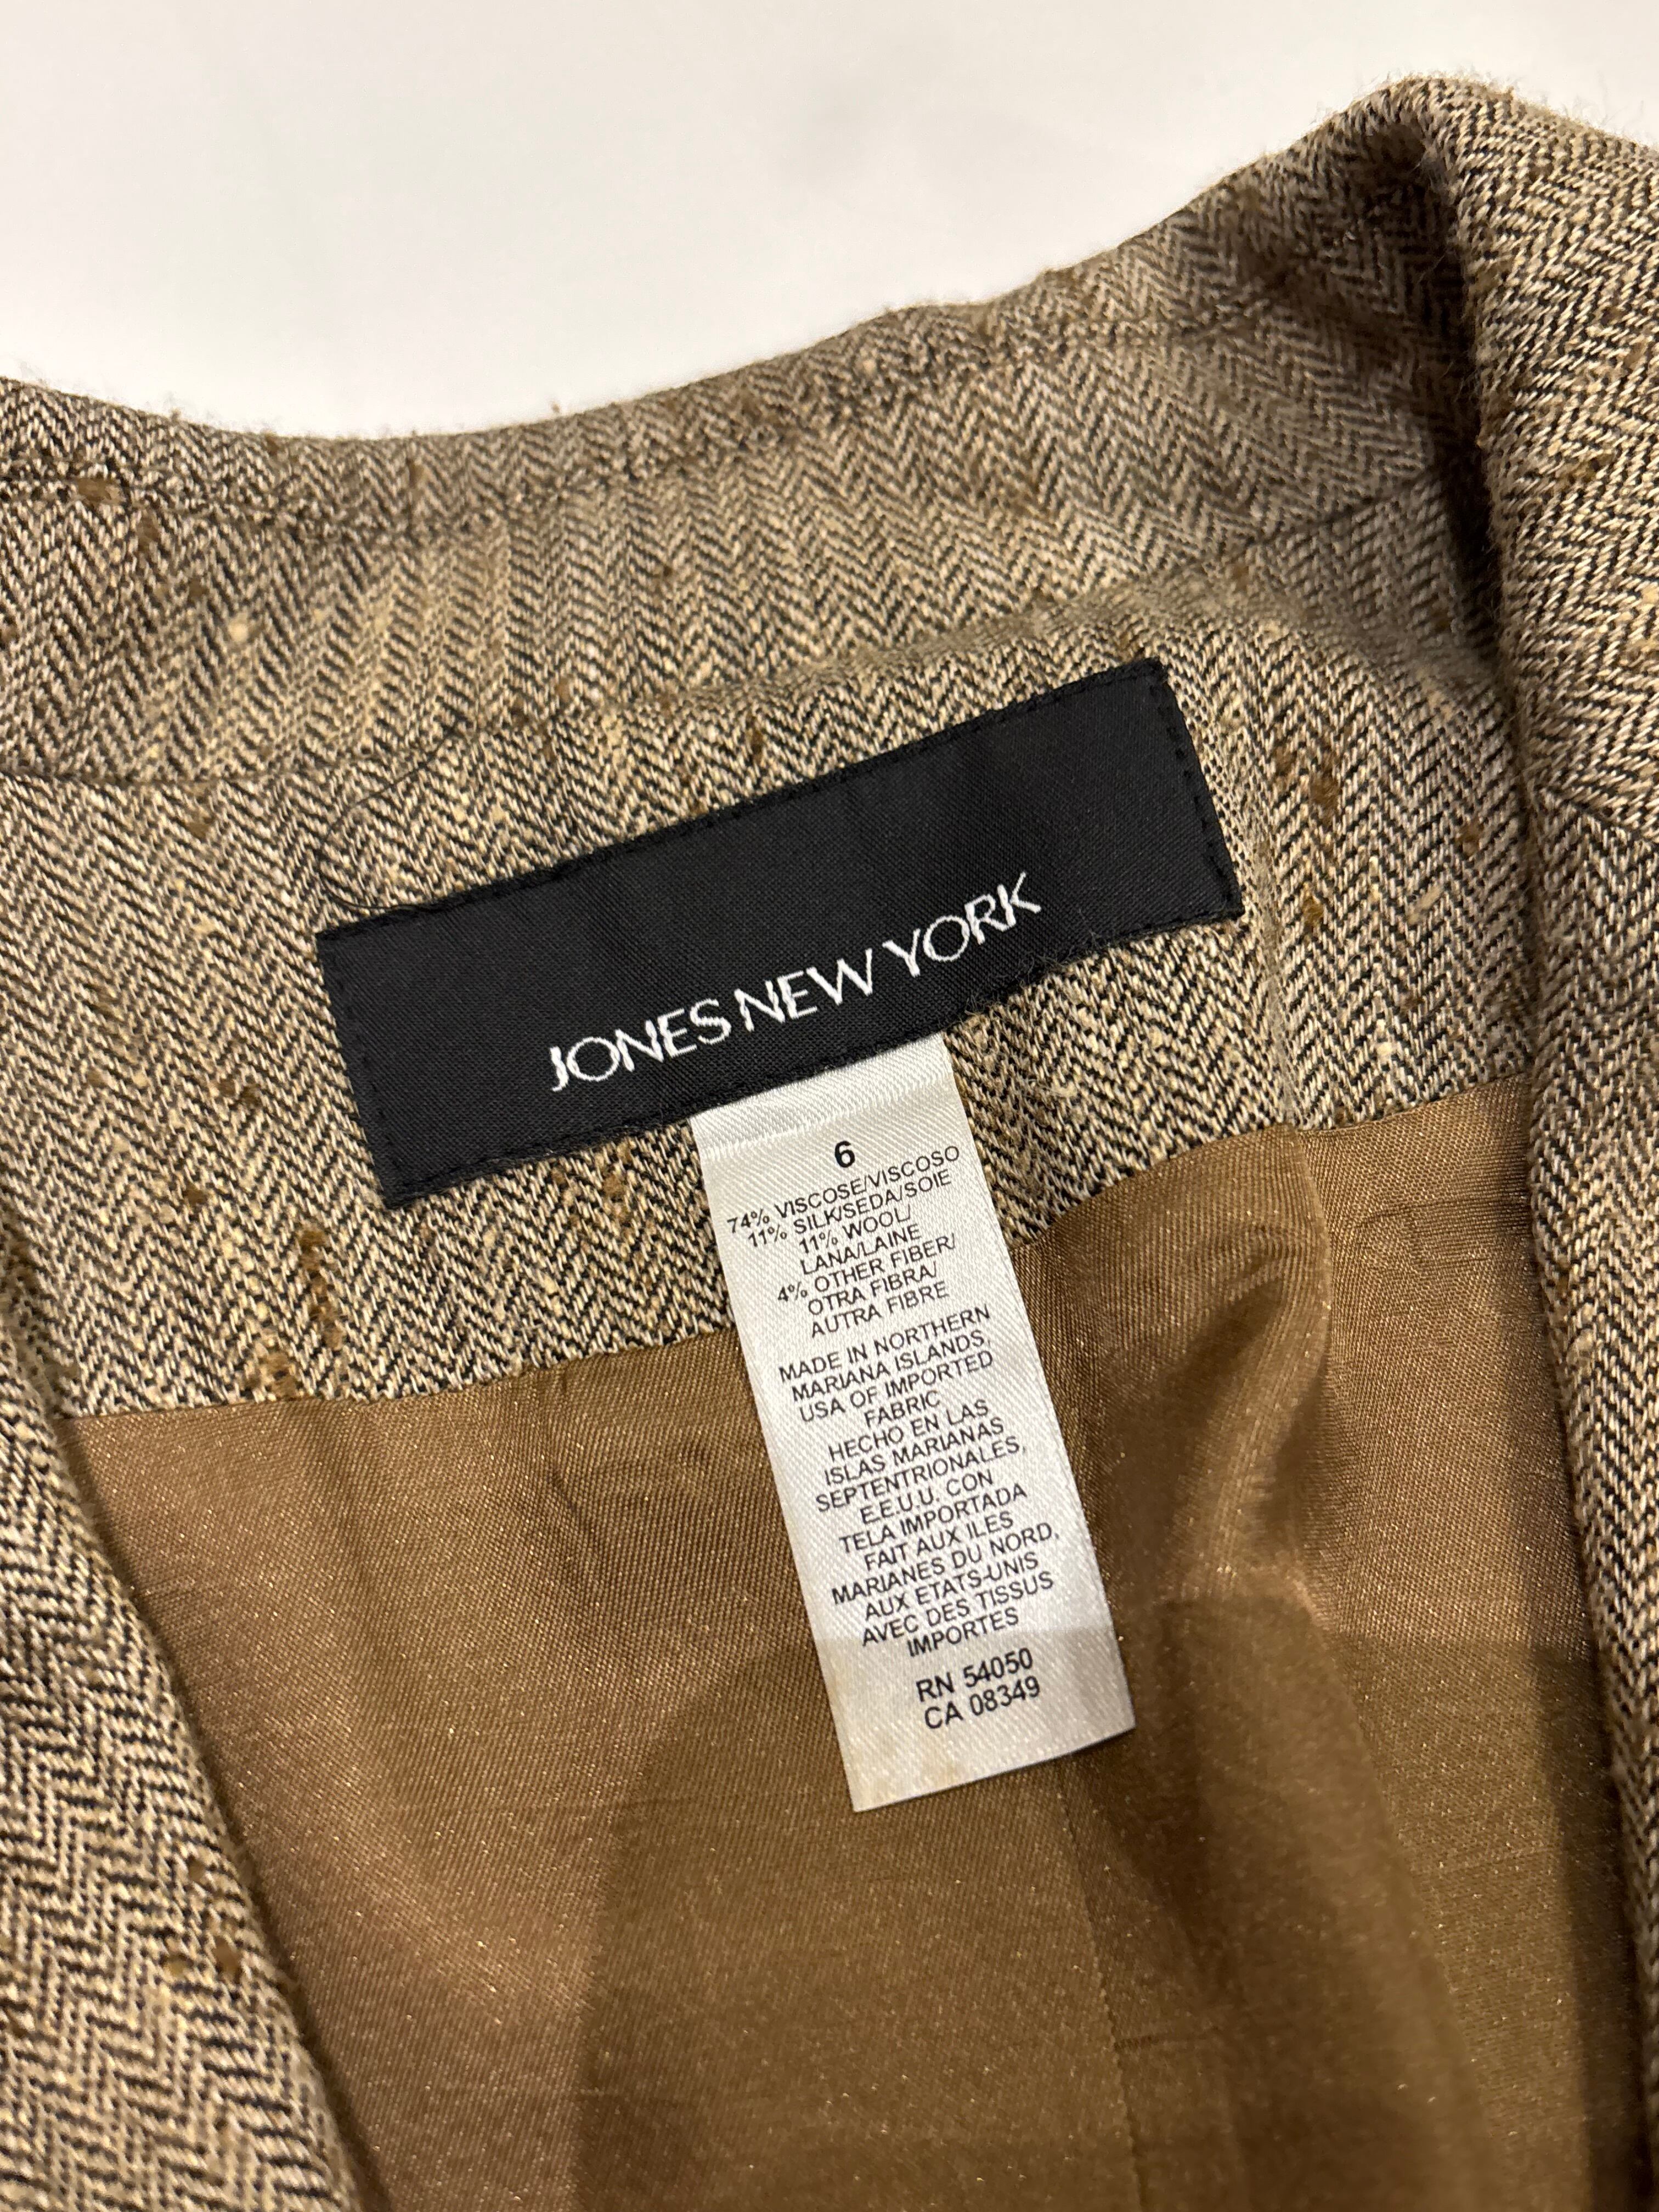 JONES NEW YORK
6
74% VISCOSE/VISCOSO
11% SILK/SEDA/SOIE
11% WOOL/
LANA/LAINE
4% OTHER FIBER/
OTRA FIBRA/
AUTRA FIBRE
MADE IN NORTHERN
MARIANA ISLANDS,
USA OF IMPORTED
FABRIC
HECHO EN LAS
ISLAS MARIANAS
SEPTENTRIONALES,
E.E.U.U. CON
TELA IMPORTADA
FAIT AUX ILES
MARIANES DU NORD,
AUX ETATS-UNIS
AVEC DES TISSUS
IMPORTES
RN 54050
CA 08349